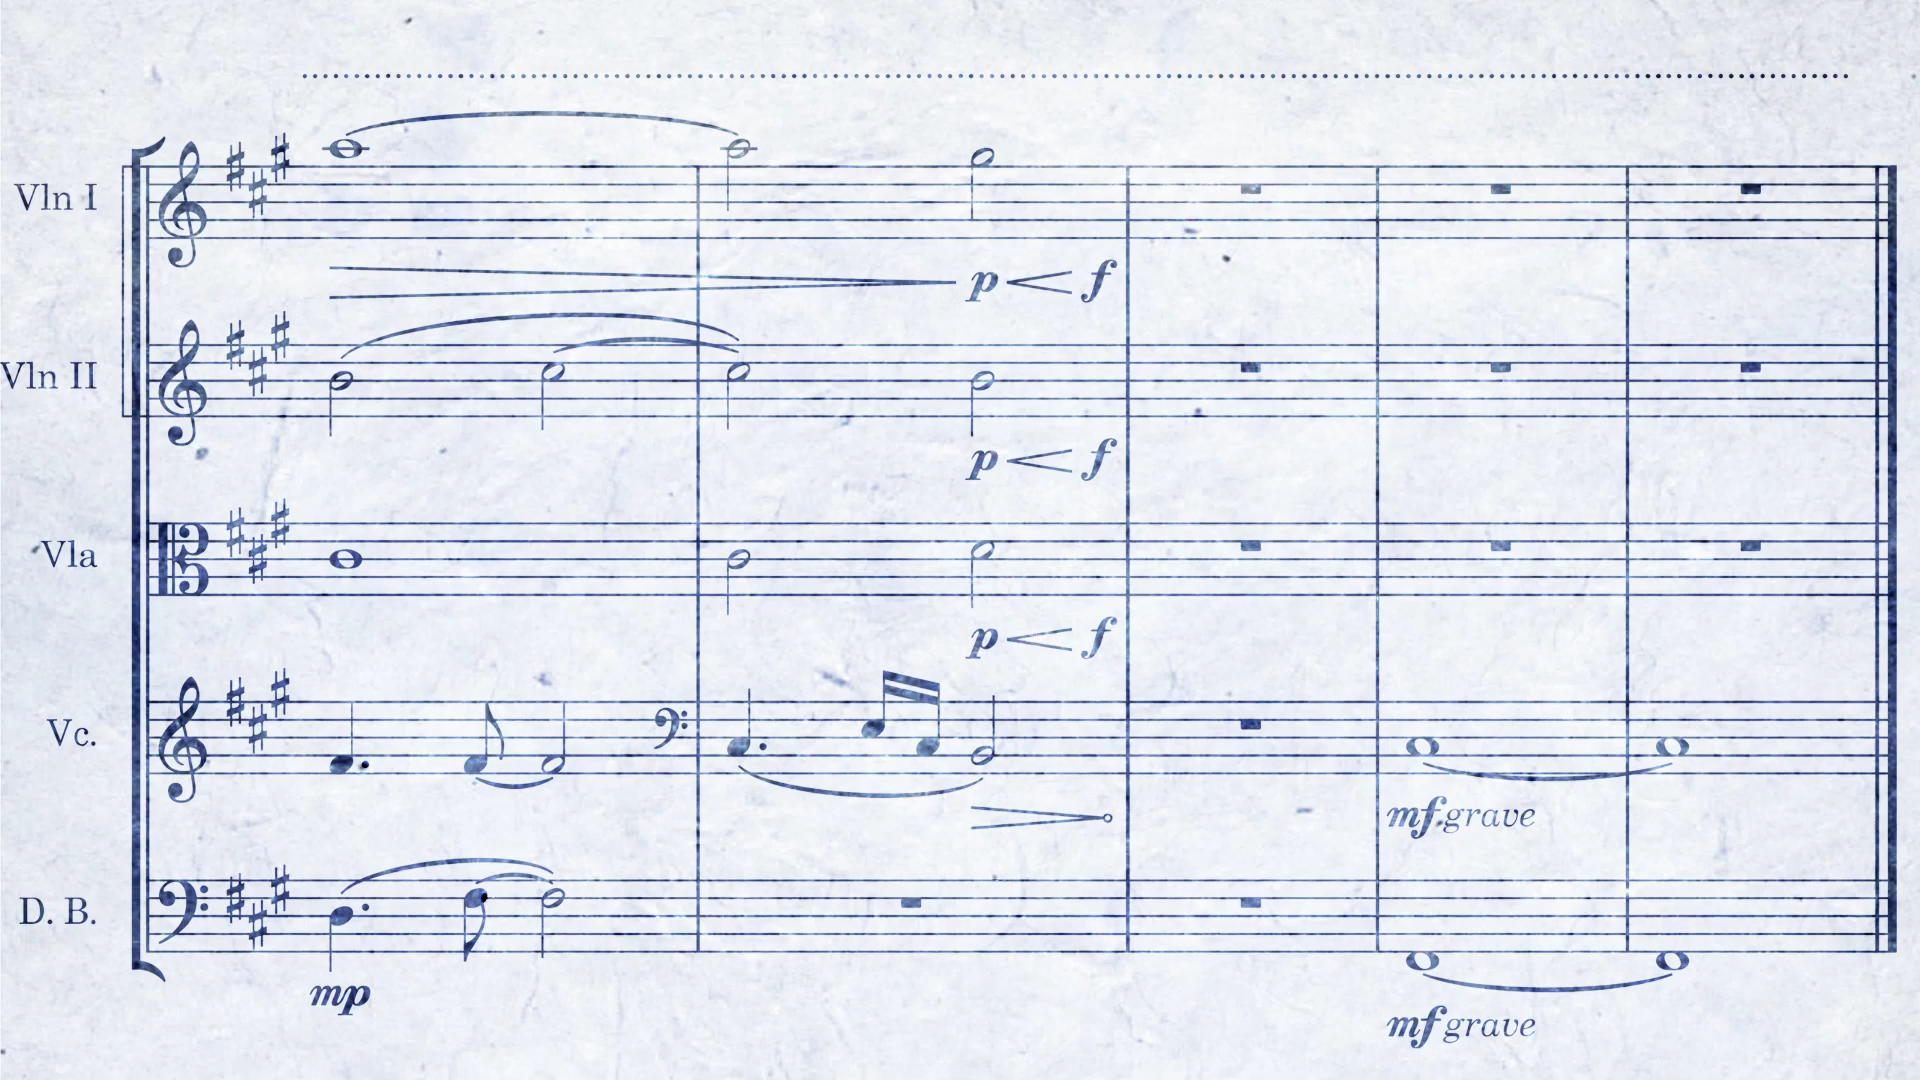 Vln I
p f
Vln II
p f
Vla
p f
Vc.
mf grave
D. B.
mp
mf grave